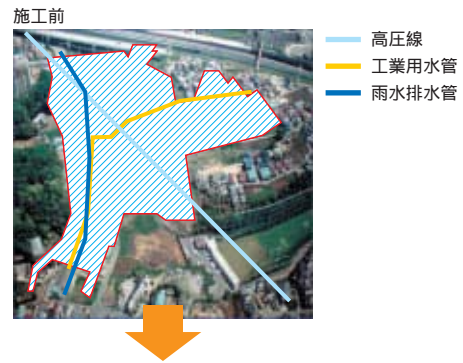 施工前
高圧線
工業用水管
雨水排水管